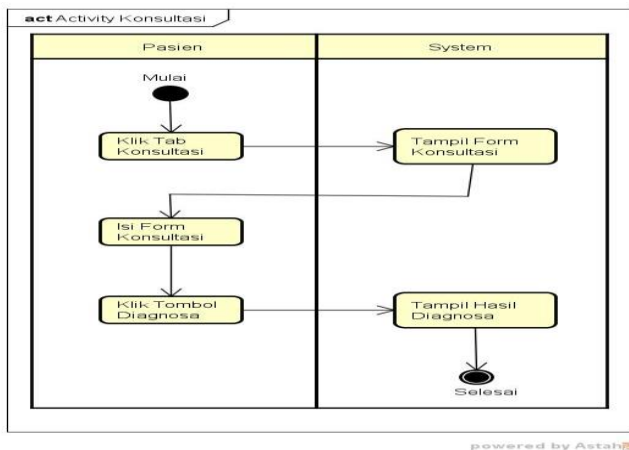 act Activity Konsultasi
Pasien
System
Mulai
Klik Tab
Konsultasi
Tampil Form
Konsultasi
Isi Form
Konsultasi
Klik Tombol
Diagnosa
Tampil Hasil
Diagnosa
Selesai
powered by Astah